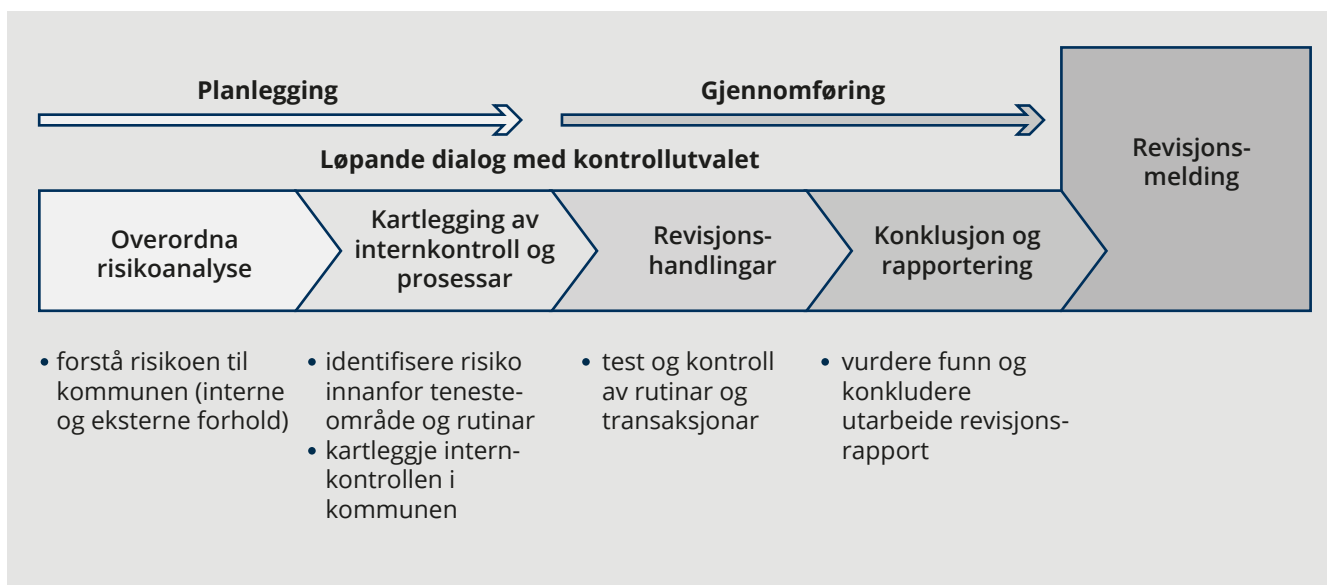 Planlegging
Gjennomføring
Løpande dialog med kontrollutvalet
Overordna
risikoanalyse
Kartlegging av
internkontroll og
prosessar
Revisjons-
handlingar
Konklusjon og
rapportering
Revisjons-
melding
• forstå risikoen til
kommunen (interne
og eksterne forhold)
• identifisere risiko
innanfor teneste-
område og rutinar
• kartleggje intern-
kontrollen i
kommunen
• test og kontroll
av rutinar og
transaksjonar
• vurdere funn og
konkludere
utarbeide revisjons-
rapport